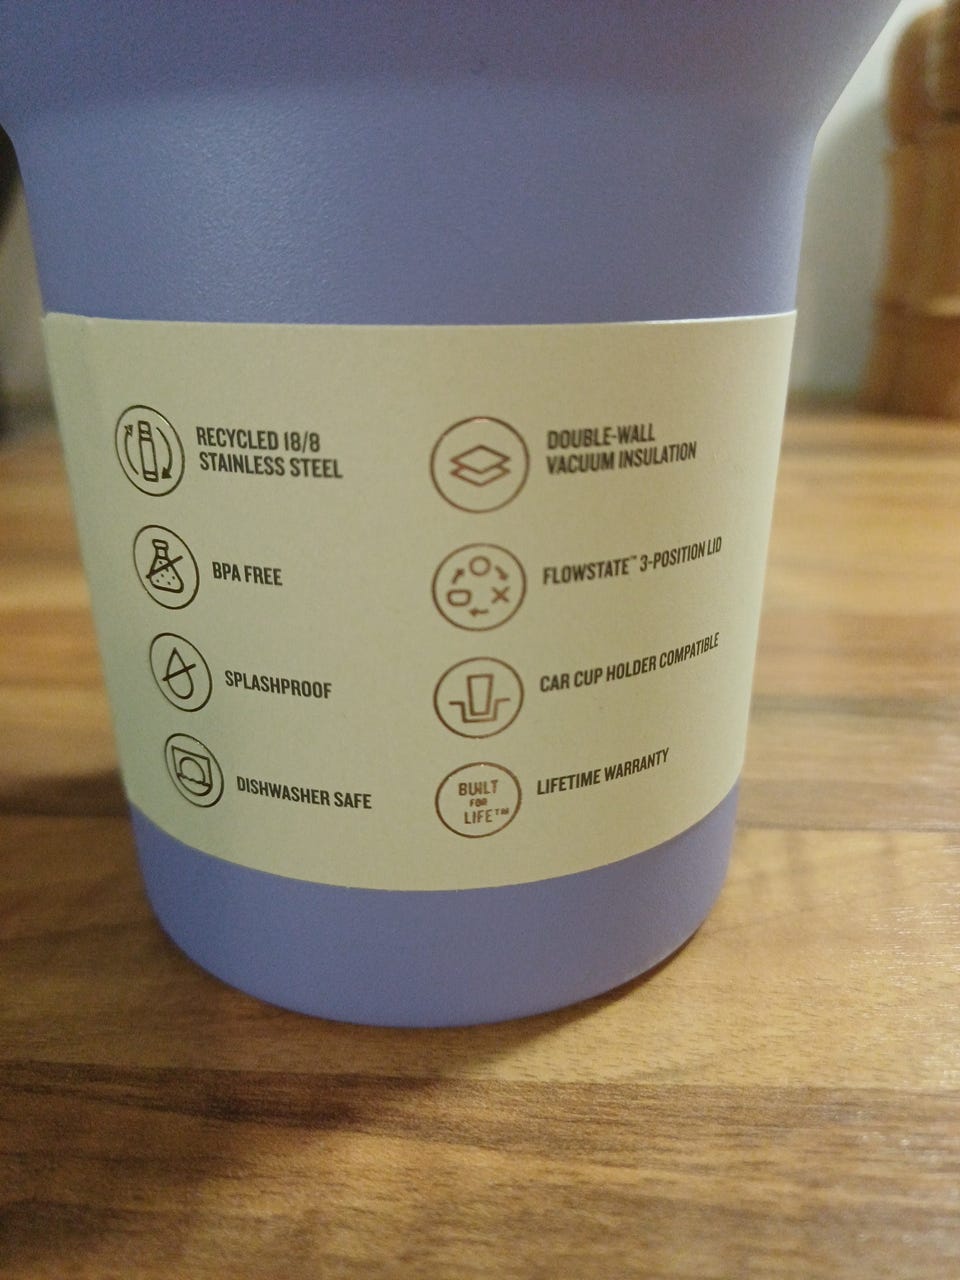 RECYCLED 18/8
STAINLESS STEEL
BPA FREE
SPLASHPROOF
DISHWASHER SAFE
DOUBLE-WALL
VACUUM INSULATION
FLOWSTATE™ 3-POSITION LID
CAR CUP HOLDER COMPATIBLE
BUILT
FOR
LIFE™
LIFETIME WARRANTY